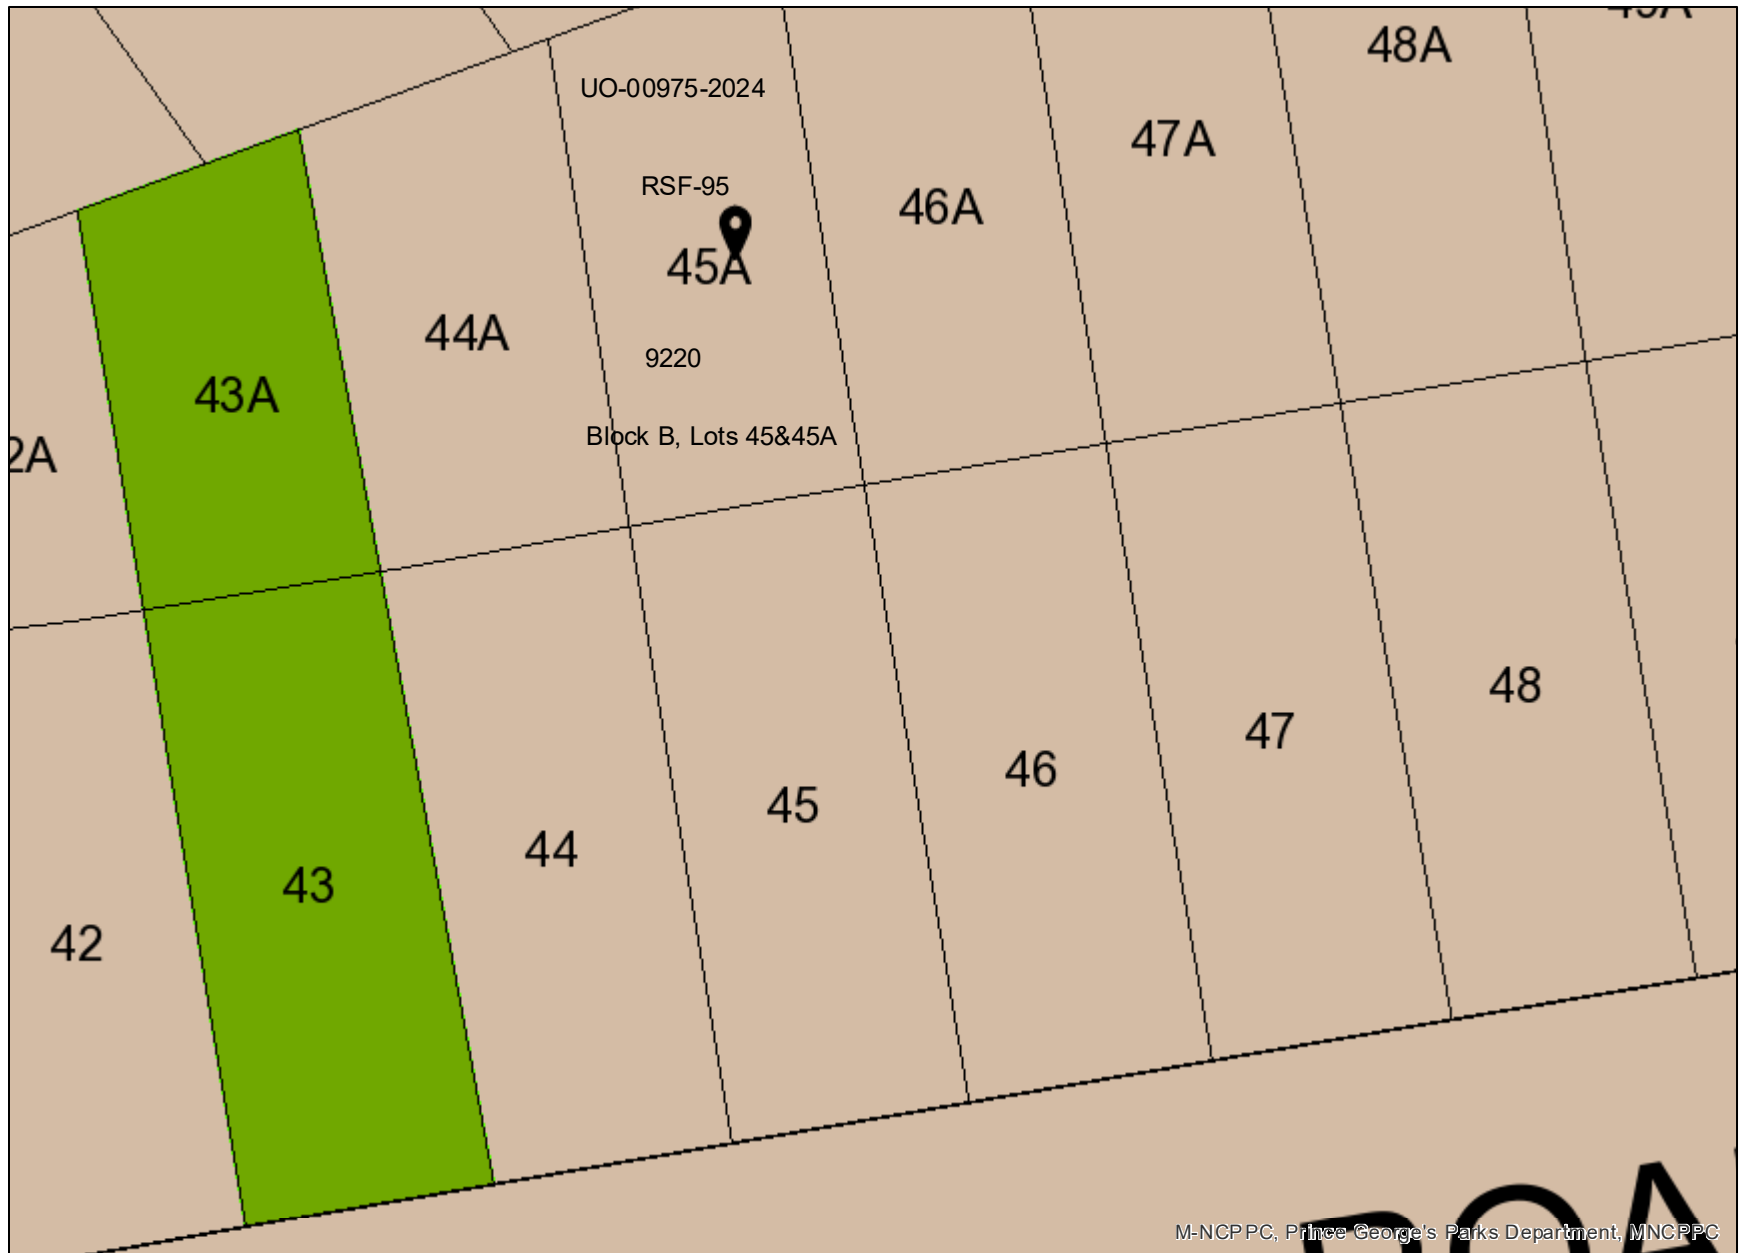 48A
UO-00975-2024
47A
RSF-95
46A
45A
44A
9220
43A
Block B, Lots 45&45A
2A
48
47
46
45
44
43
42
M-NCPPC, Prince George's Parks Department, MNCPPC